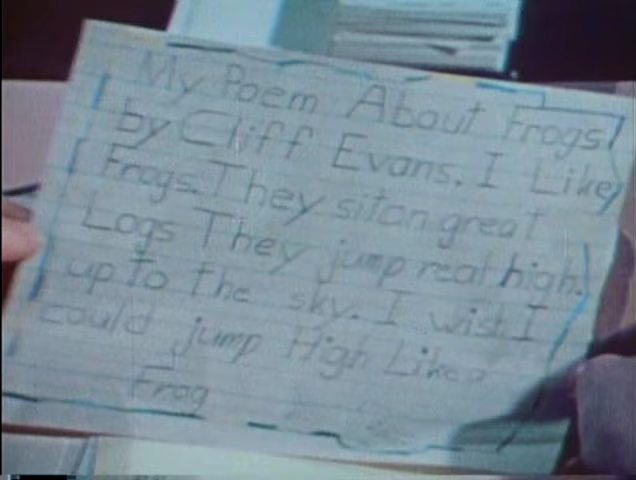 My Poem About Frogs
by Cliff Evans. I Like
Frogs. They sit on great
Logs They jump real high.
up to the sky. I wish I
could jump High Like a
Frog